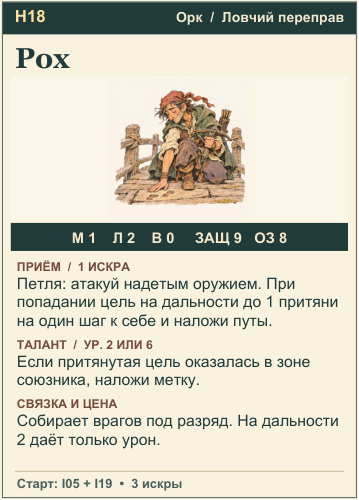 H18
Орк / Ловчий переправ
Рох
М 1 Л 2 В 0 ЗАЩ 9 ОЗ 8
ПРИЁМ / 1 ИСКРА
Петля: атакуй надетым оружием. При
попадании цель на дальности до 1 притяни
на один шаг к себе и наложи путы.
ТАЛАНТ / УР. 2 ИЛИ 6
Если притянутая цель оказалась в зоне
союзника, наложи метку.
СВЯЗКА И ЦЕНА
Собирает врагов под разряд. На дальности
2 даёт только урон.
Старт: I05 + I19 • 3 искры